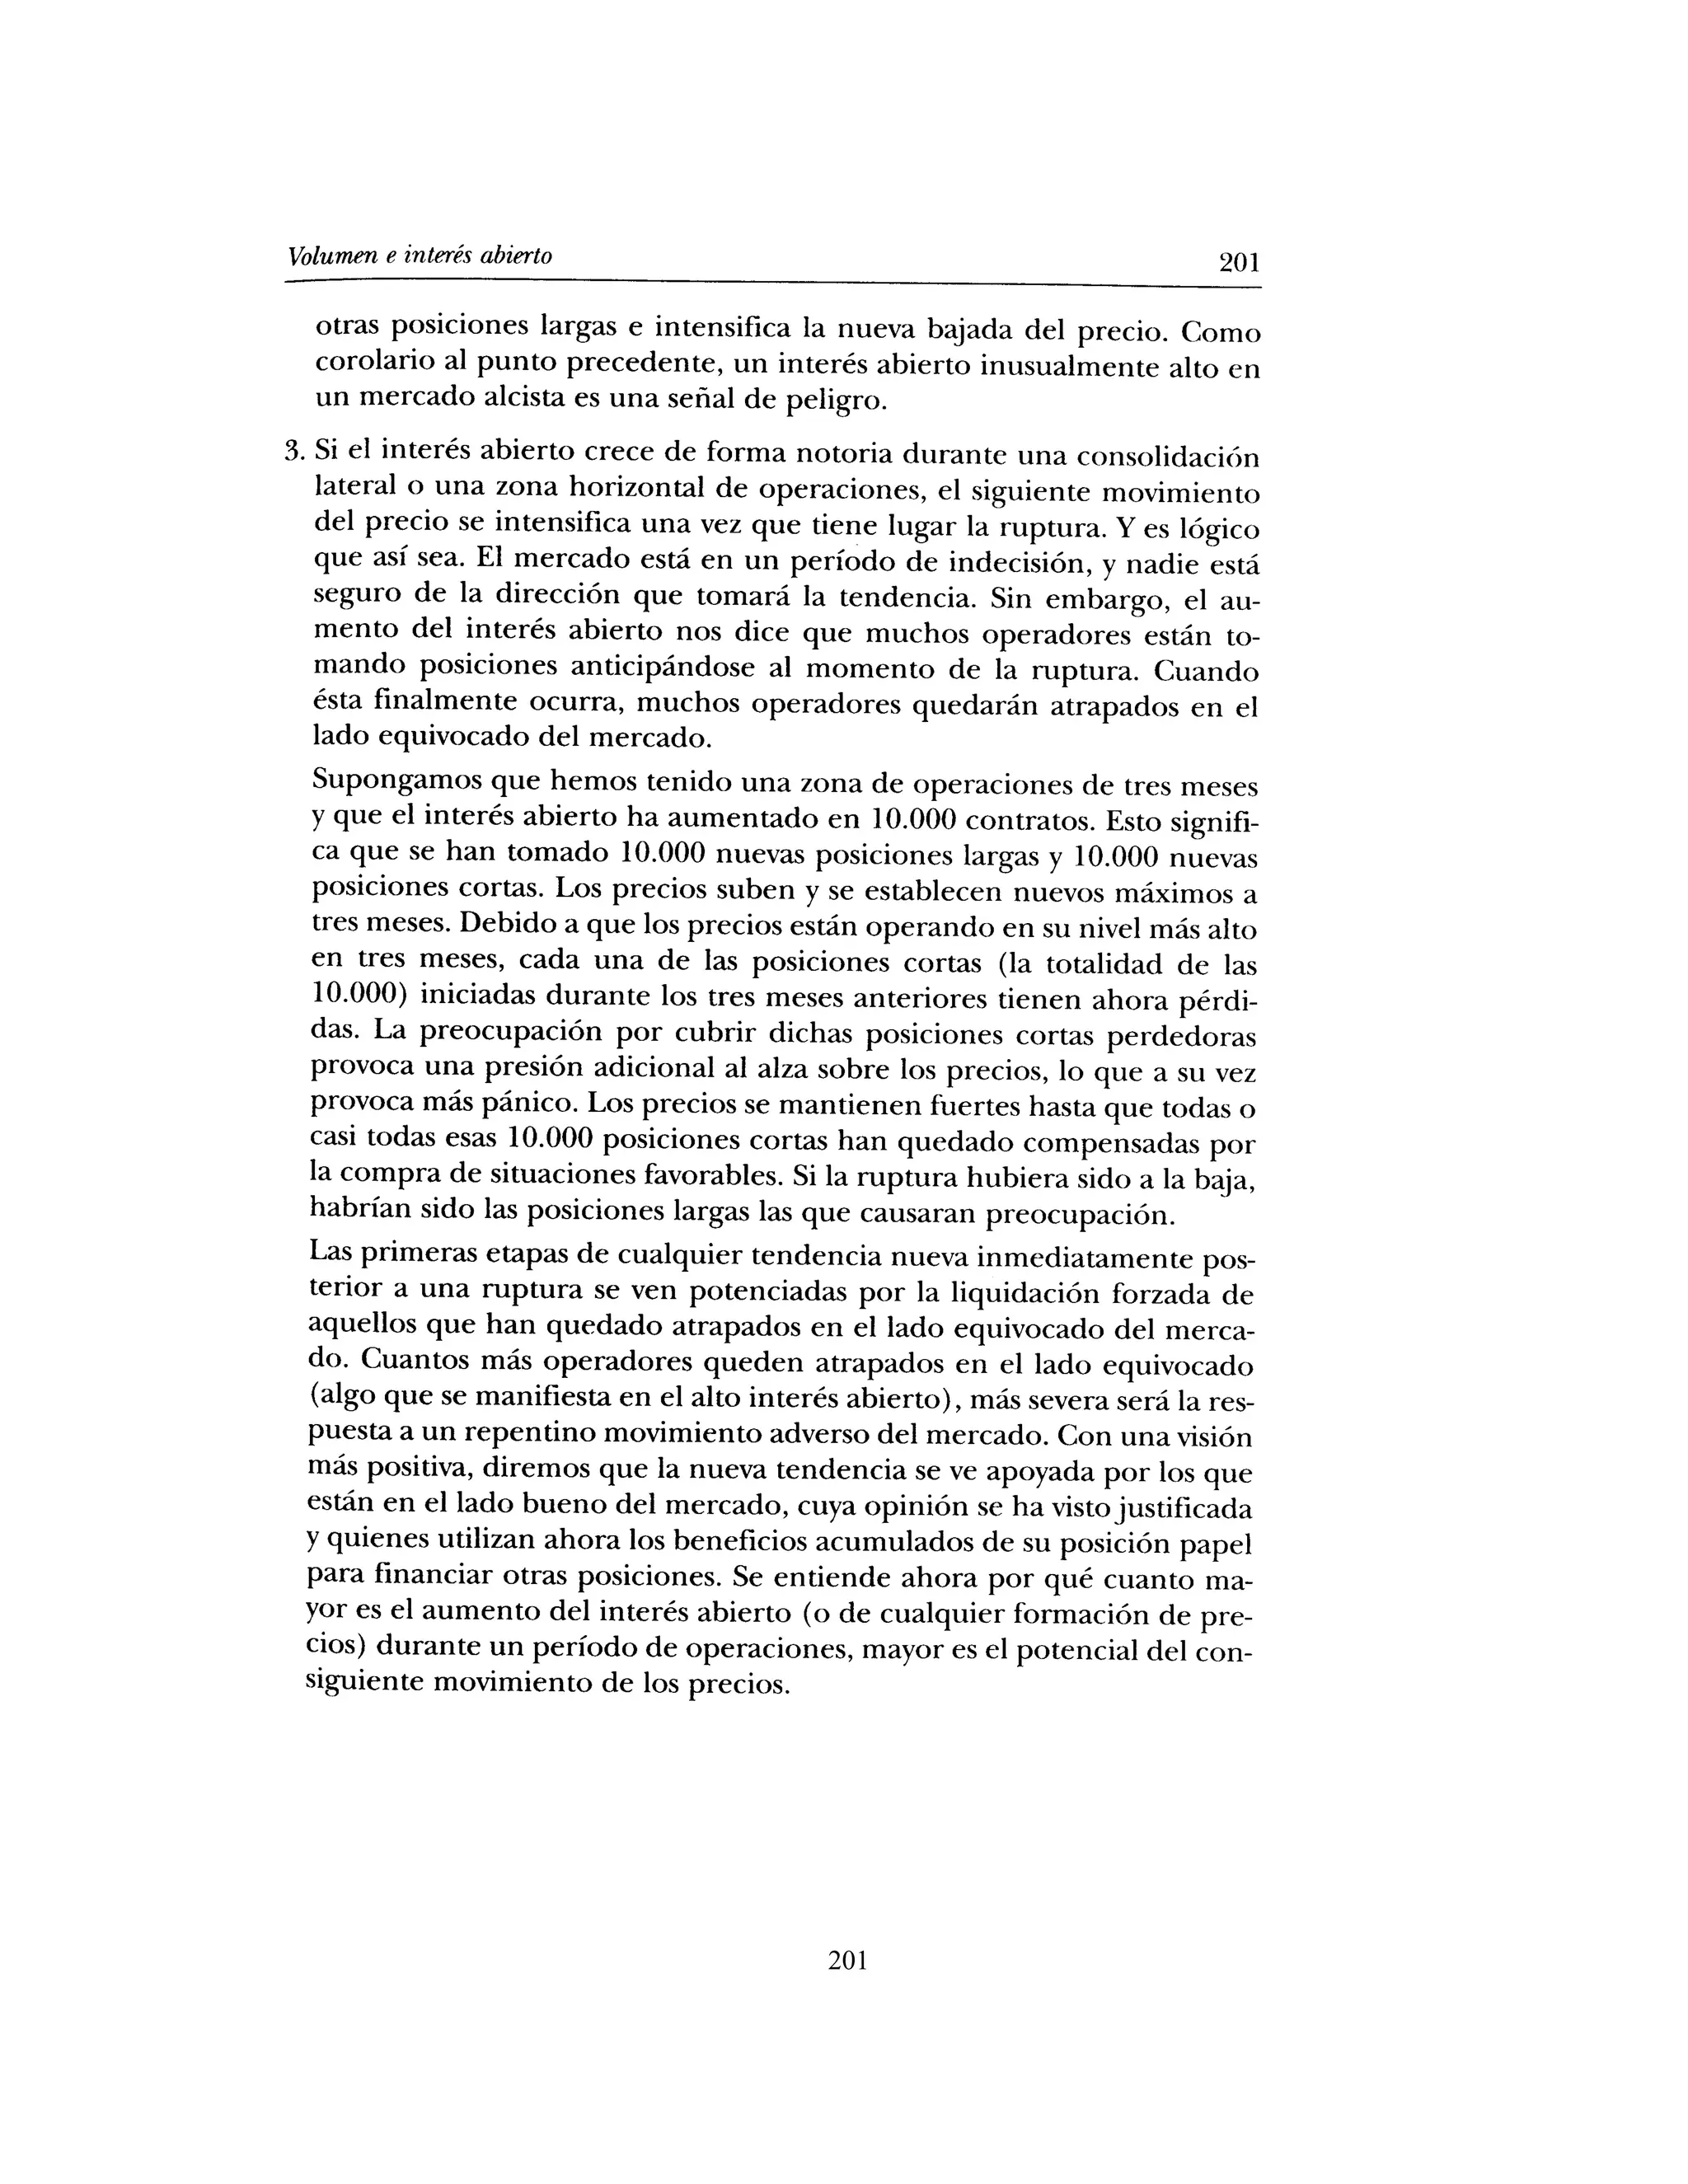 Volumen e interés abierto 201
otras posiciones largas e intensifica la nueva bajada del precio. Como
corolario al punto precedente, un interés abierto inusualmente alto en
un mercado alcista es una señal de peligro.
3. Si el interés abierto crece de forma notoria durante una consolidación
lateral o una zona horizontal de operaciones, el siguiente movimiento
del precio se intensifica una vez que tiene lugar la ruptura. Y es lógico
que así sea. El mercado está en un período de indecisión, y nadie está
seguro de la dirección que tomará la tendencia. Sin embargo, el au-
mento del interés abierto nos dice que muchos operadores están to-
mando posiciones anticipándose al momento de la ruptura. Cuando
ésta finalmente ocurra, muchos operadores quedarán atrapados en el
lado equivocado del mercado.
Supongamos que hemos tenido una zona de operaciones de tres meses
y que el interés abierto ha aumentado en 10.000 contratos. Esto signifi-
ca que se han tomado 10.000 nuevas posiciones largas y 10.000 nuevas
posiciones cortas. Los precios suben y se establecen nuevos máximos a
tres meses. Debido a que los precios están operando en su nivel más alto
en tres meses, cada una de las posiciones cortas (la totalidad de las
10.000) iniciadas durante los tres meses anteriores tienen ahora pérdi-
das. La preocupación por cubrir dichas posiciones cortas perdedoras
provoca una presión adicional al alza sobre los precios, lo que a su vez
provoca más pánico. Los precios se mantienen fuertes hasta que todas o
casi todas esas 10.000 posiciones cortas han quedado compensadas por
la compra de situaciones favorables. Si la ruptura hubiera sido a la baja,
habrían sido las posiciones largas las que causaran preocupación.
Las primeras etapas de cualquier tendencia nueva inmediatamente pos-
terior a una ruptura se ven potenciadas por la liquidación forzada de
aquellos que han quedado atrapados en el lado equivocado del merca-
do. Cuantos más operadores queden atrapados en el lado equivocado
(algo que se manifiesta en el alto interés abierto), más severa será la res-
puesta a un repentino movimiento adverso del mercado. Con una visión
más positiva, diremos que la nueva tendencia se ve apoyada por los que
están en el lado bueno del mercado, cuya opinión se ha visto justificada
y quienes utilizan ahora los beneficios acumulados de su posición papel
para financiar otras posiciones. Se entiende ahora por qué cuanto ma-
yor es el aumento del interés abierto (o de cualquier formación de pre-
cios) durante un período de operaciones, mayor es el potencial del con-
siguiente movimiento de los precios.
201